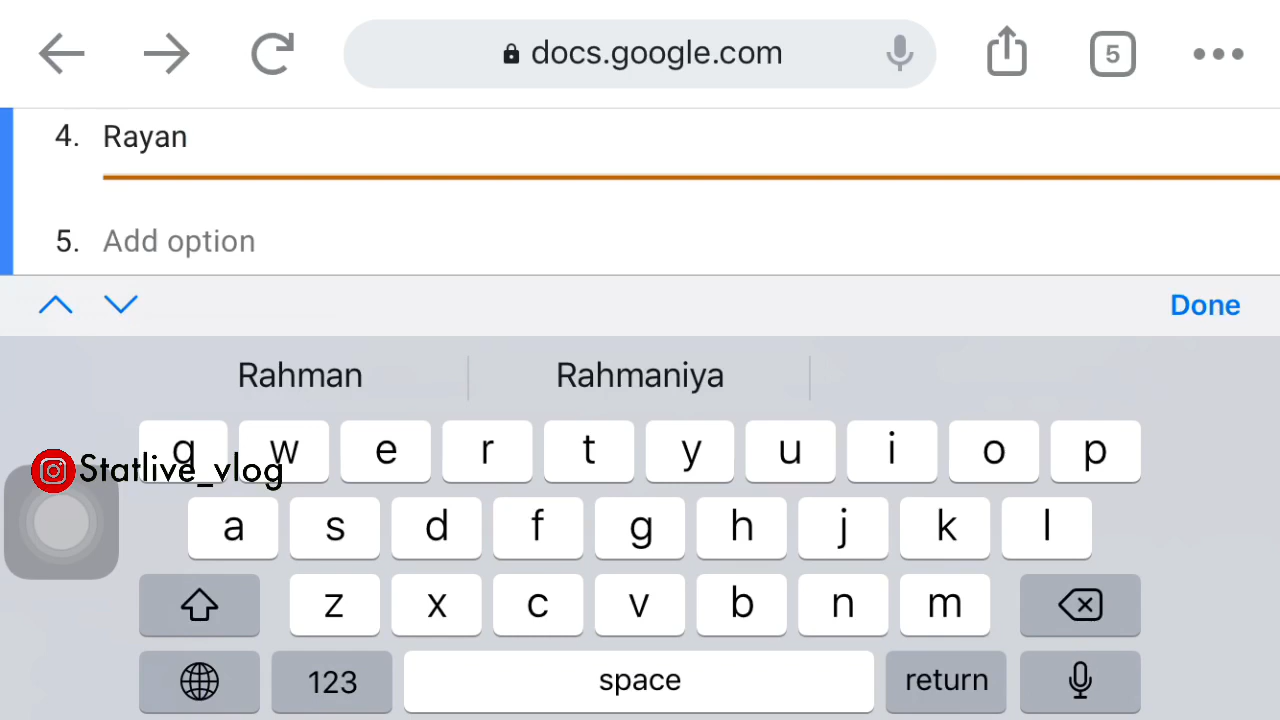 docs.google.com
5
4. Rayan
5. Add option
Done
Rahman Rahmaniya
q w e r t y u i o p
Statlive_vlog
a s d f g h j k l
z x c v b n m
123 space return